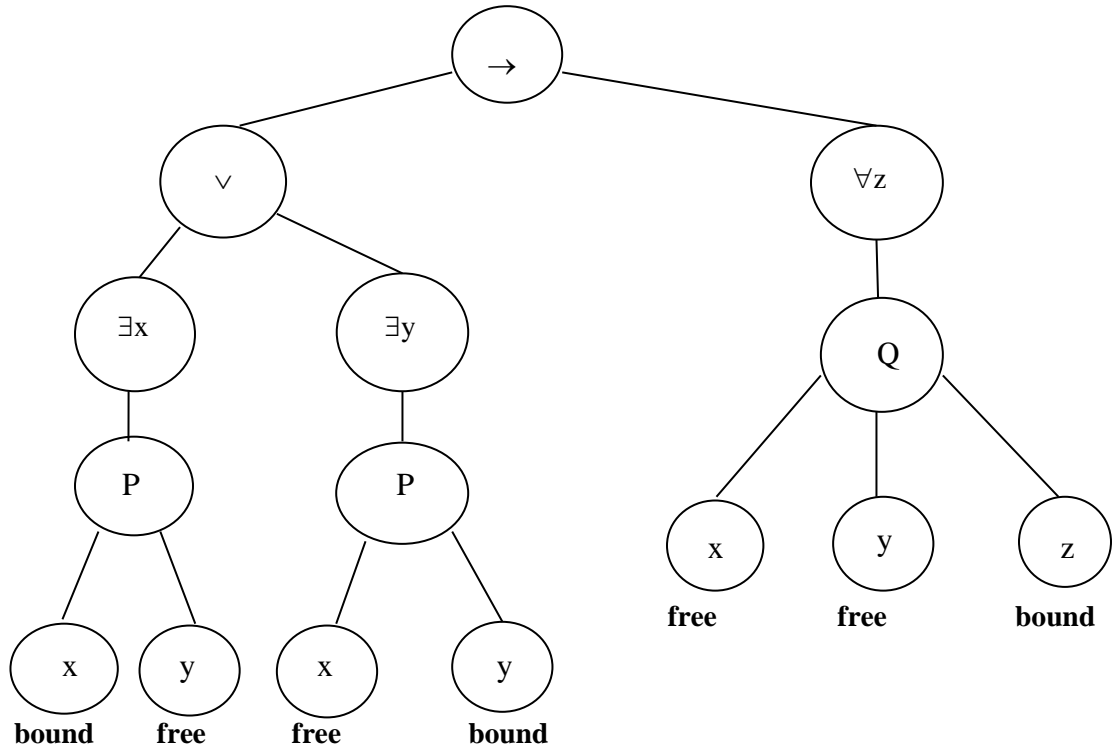 →
∨ ∀z
∃x ∃y Q
P P
x y z
free free bound
x y x y
bound free free bound